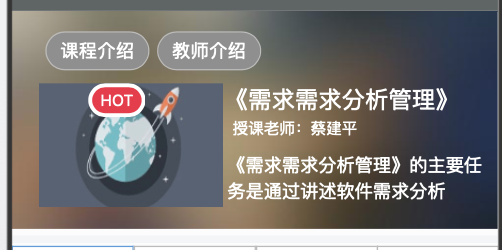 课程介绍 教师介绍
HOT
《需求需求分析管理》
授课老师：蔡建平
《需求需求分析管理》的主要任
务是通过讲述软件需求分析